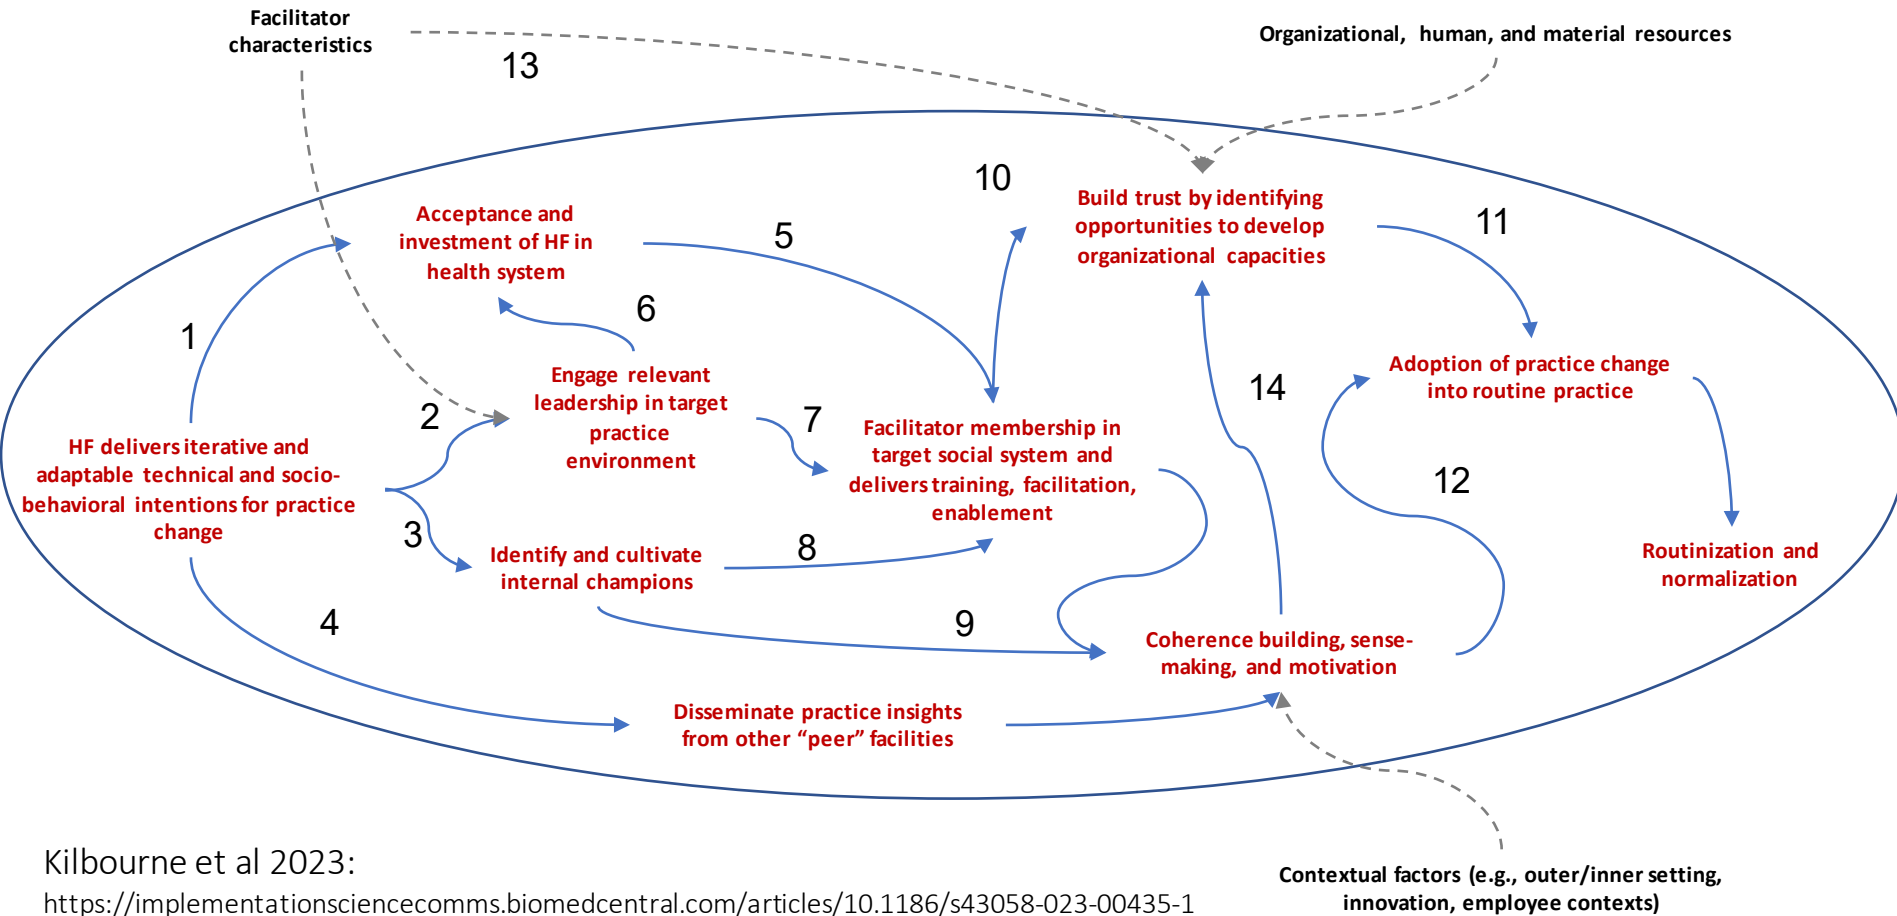 Facilitator
characteristics
13
Organizational, human, and material resources
10
Build trust by identifying
opportunities to develop
organizational capacities
11
Acceptance and
investment of HF in
health system
5
1
6
Engage relevant
leadership in target
practice
environment
2
7
14
Adoption of practice change
into routine practice
HF delivers iterative and
adaptable technical and socio-
behavioral intentions for practice
change
Facilitator membership in
target social system and
delivers training, facilitation,
enablement
12
3
Identify and cultivate
internal champions
8
Routinization and
normalization
4
9
Coherence building, sense-
making, and motivation
Disseminate practice insights
from other “peer” facilities
Kilbourne et al 2023:
https://implementationsciencecomms.biomedcentral.com/articles/10.1186/s43058-023-00435-1
Contextual factors (e.g., outer/inner setting,
innovation, employee contexts)